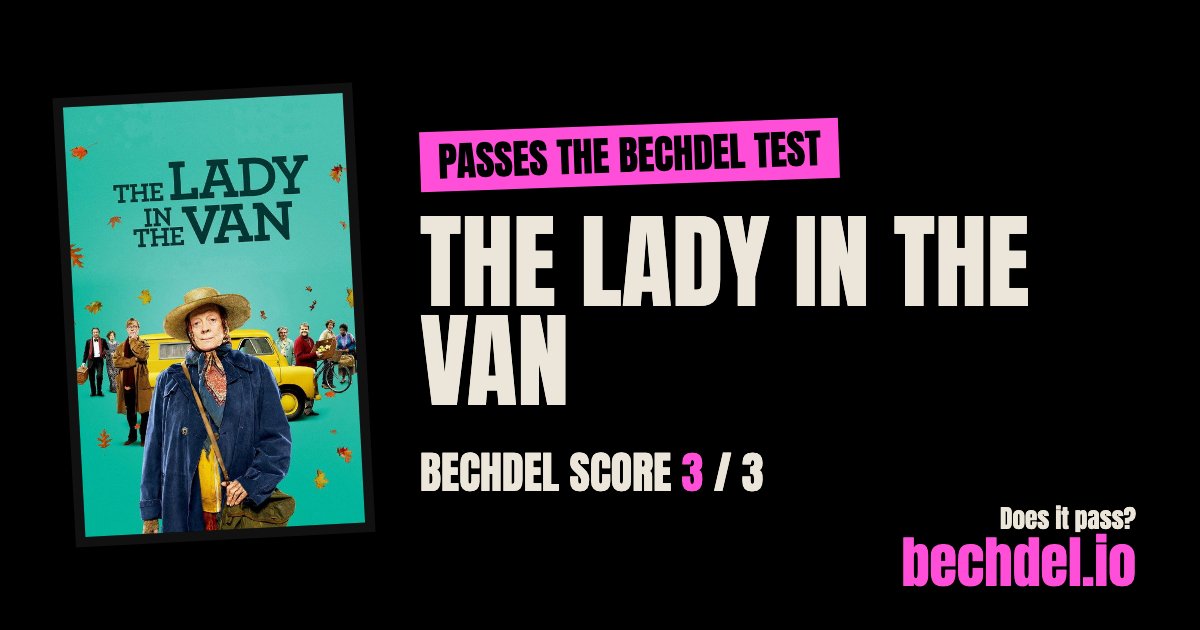 THE LADY
IN
THE VAN
PASSES THE BECHDEL TEST
THE LADY IN THE
VAN
BECHDEL SCORE 3 / 3
Does it pass?
bechdel.io